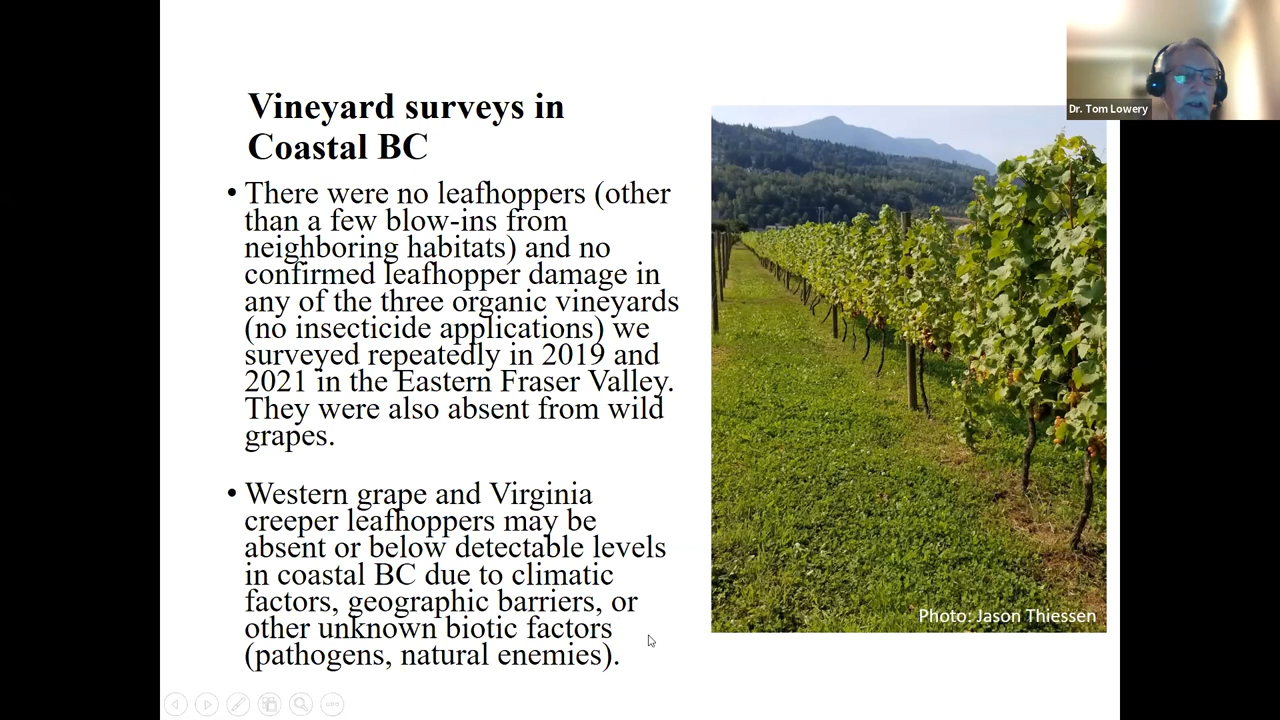 Vineyard surveys in
Coastal BC
• There were no leafhoppers (other
than a few blow-ins from
neighboring habitats) and no
confirmed leafhopper damage in
any of the three organic vineyards
(no insecticide applications) we
surveyed repeatedly in 2019 and
2021 in the Eastern Fraser Valley.
They were also absent from wild
grapes.
• Western grape and Virginia
creeper leafhoppers may be
absent or below detectable levels
in coastal BC due to climatic
factors, geographic barriers, or
other unknown biotic factors
(pathogens, natural enemies).
Photo: Jason Thiessen
Dr. Tom Lowery